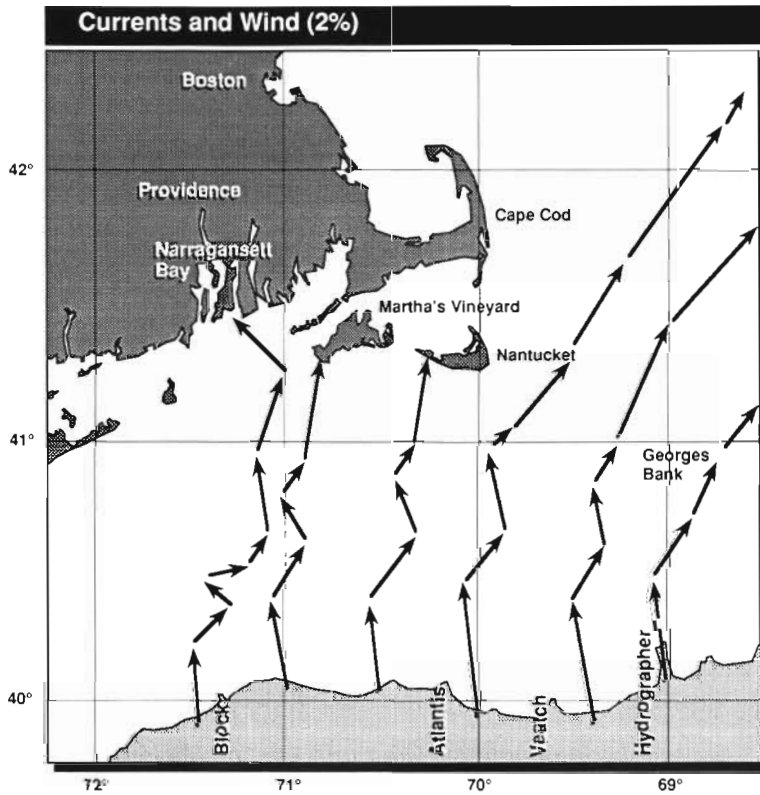 Currents and Wind (2%)
Boston
42°
Providence
Cape Cod
Narragansett
Bay
Martha's Vineyard
Nantucket
41°
Georges
Bank
40°
Block
Atlantis
Veatch
Hydrographer
72°
71°
70°
69°